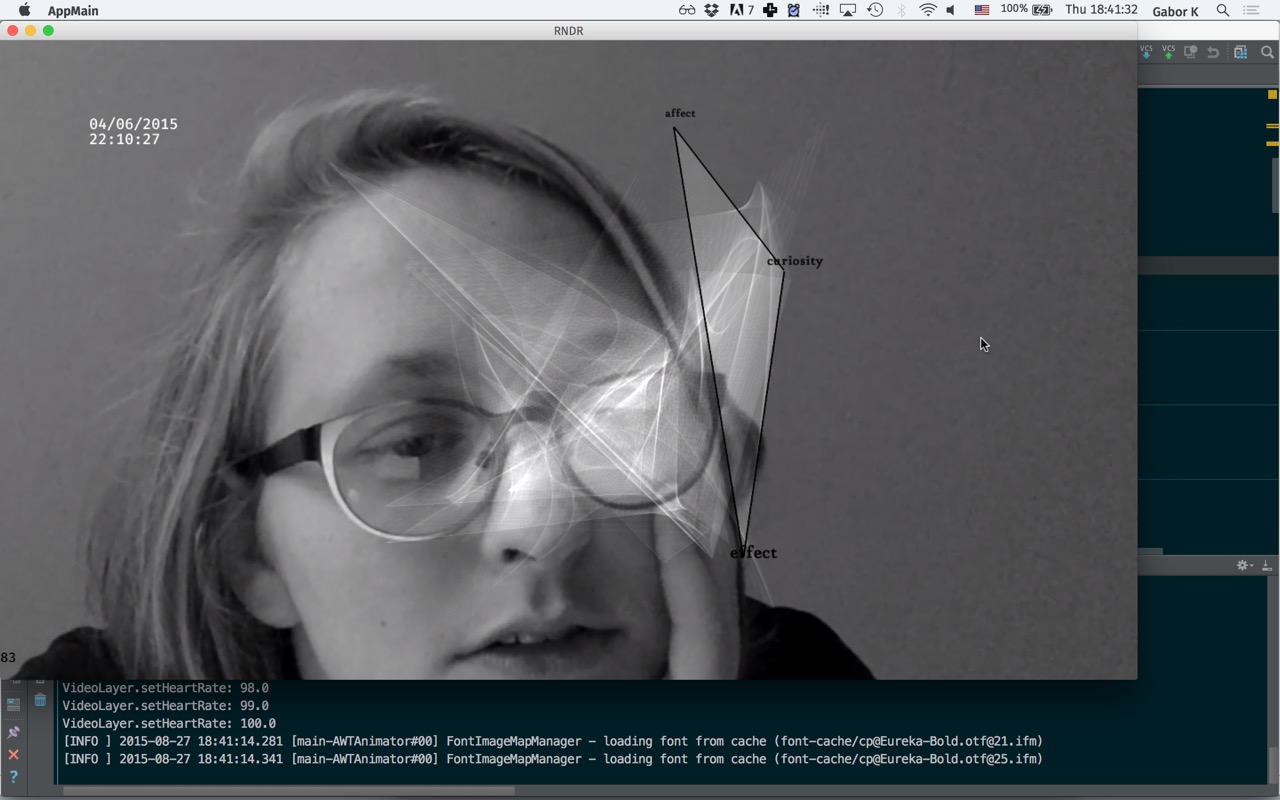 AppMain
7
100%
Thu 18:41:32
Gabor K
RNDR
VCS VCS
04/06/2015
22:10:27
affect
curiosity
effect
83
VideoLayer.setHeartRate: 98.0
VideoLayer.setHeartRate: 99.0
VideoLayer.setHeartRate: 100.0
[INFO ] 2015-08-27 18:41:14.281 [main-AWTAnimator#00] FontImageMapManager - loading font from cache (font-cache/cp@Eureka-Bold.otf@21.ifm)
[INFO ] 2015-08-27 18:41:14.341 [main-AWTAnimator#00] FontImageMapManager - loading font from cache (font-cache/cp@Eureka-Bold.otf@25.ifm)